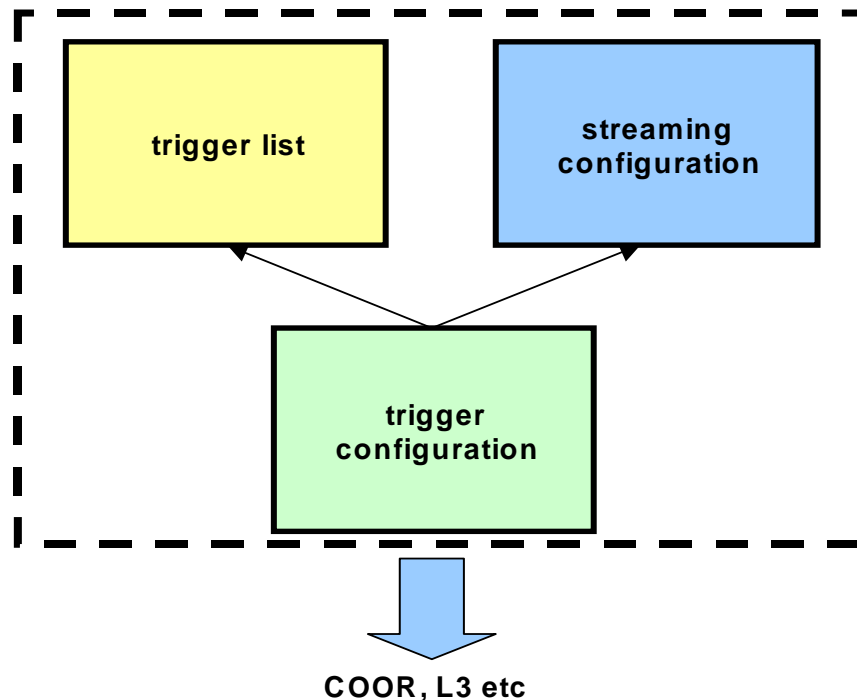 trigger list
streaming
configuration
trigger
configuration
COOR, L3 etc